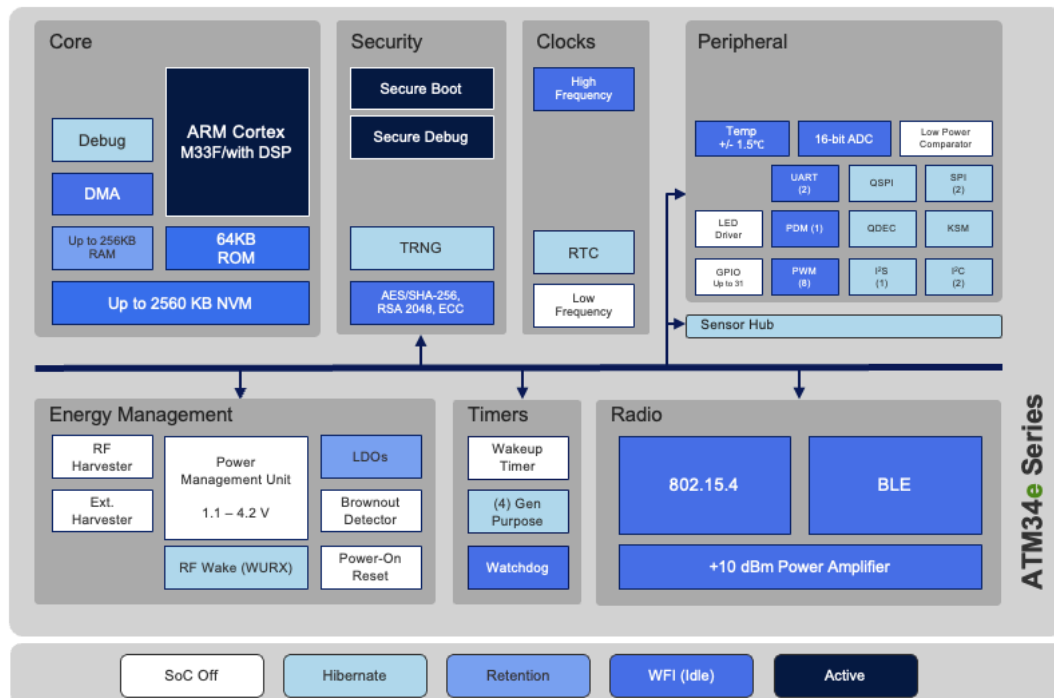 Core
Debug
ARM Cortex
M33F/with DSP
DMA
Up to 256KB
RAM
64KB
ROM
Up to 2560 KB NVM
Security
Secure Boot
Secure Debug
TRNG
AES/SHA-256,
RSA 2048, ECC
Clocks
High
Frequency
RTC
Low
Frequency
Peripheral
Temp
+/- 1.5℃
16-bit ADC
Low Power
Comparator
UART
(2)
QSPI
SPI
(2)
LED
Driver
PDM (1)
QDEC
KSM
GPIO
Up to 31
PWM
(8)
I²S
(1)
I²C
(2)
Sensor Hub
Energy Management
RF
Harvester
Ext.
Harvester
Power
Management Unit
1.1 – 4.2 V
RF Wake (WURX)
LDOs
Brownout
Detector
Power-On
Reset
Timers
Wakeup
Timer
(4) Gen
Purpose
Watchdog
Radio
802.15.4
BLE
+10 dBm Power Amplifier
ATM34e Series
SoC Off
Hibernate
Retention
WFI (Idle)
Active